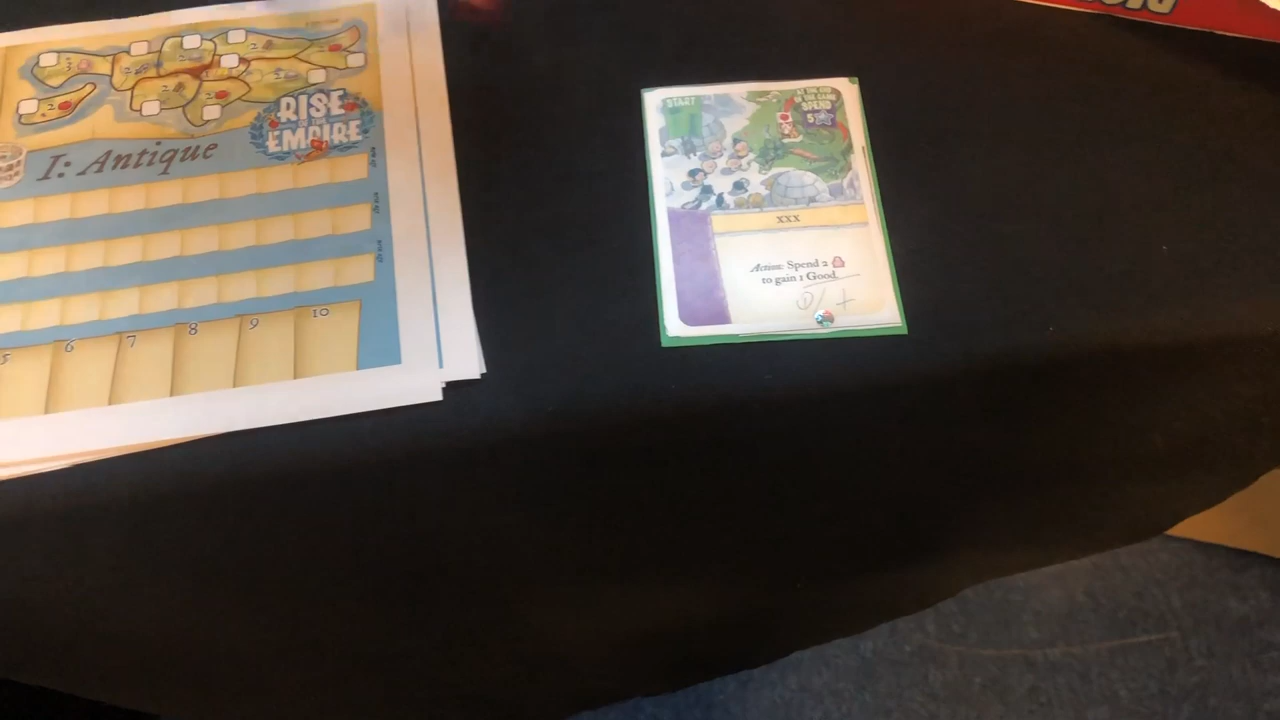 RISE
OF THE
EMPIRE
I: Antique
5 6 7 8 9 10
START
AT THE END
OF THE GAME
SPEND
5
XXX
Action: Spend 2
to gain 1 Good.